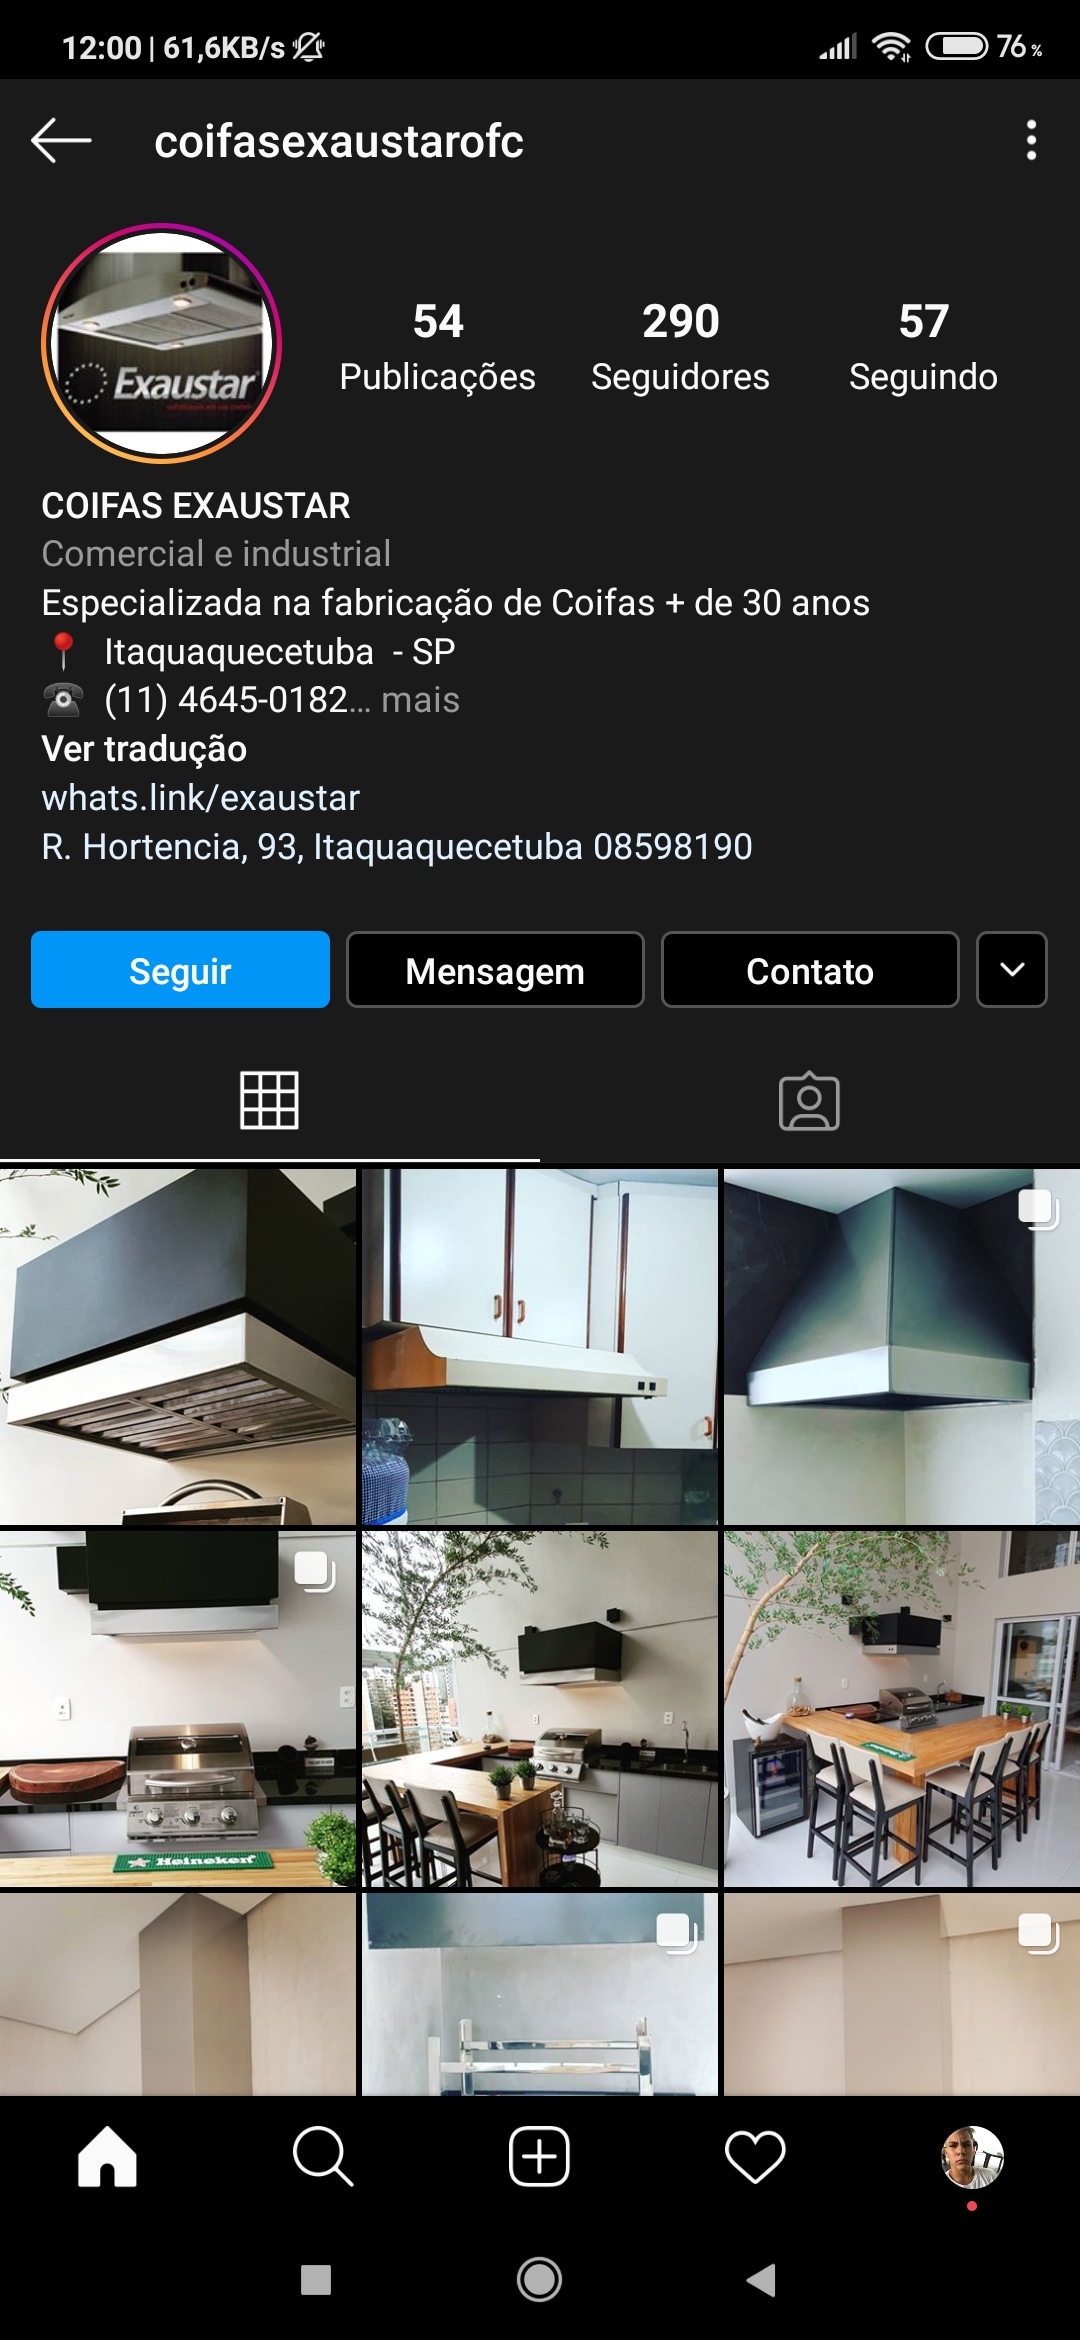 12:00 | 61,6KB/s
76 %
coifasexaustarofc
Exaustar
54
290
57
Publicações
Seguidores
Seguindo
COIFAS EXAUSTAR
Comercial e industrial
Especializada na fabricação de Coifas + de 30 anos
📍 Itaquaquecetuba - SP
☎ (11) 4645-0182... mais
Ver tradução
whats.link/exaustar
R. Hortencia, 93, Itaquaquecetuba 08598190
Seguir
Mensagem
Contato
Heineken